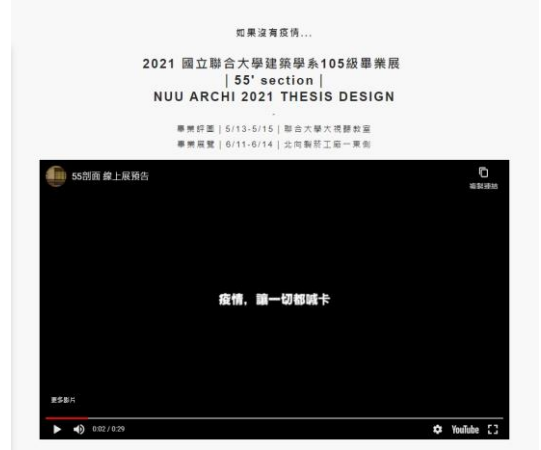 如果沒有疫情...
2021 國立聯合大學建築學系105級畢業展
| 55' section |
NUU ARCHI 2021 THESIS DESIGN
-
畢業評圖 | 5/13-5/15 | 聯合大學大視聽教室
畢業展覽 | 6/11-6/14 | 北向製菸工廠一東側
55剖面 線上展預告
複製連結
疫情，讓一切都喊卡
更多影片
0:02 / 0:29
YouTube